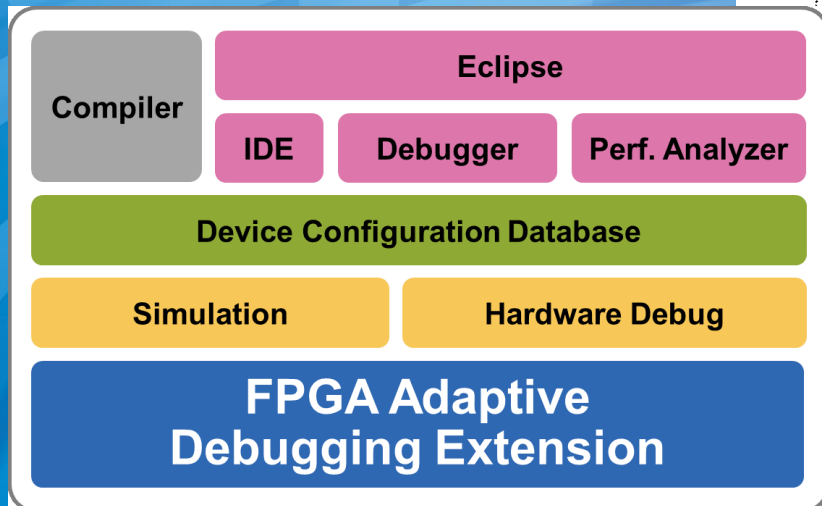 Eclipse
Compiler
IDE
Debugger
Perf. Analyzer
Device Configuration Database
Simulation
Hardware Debug
FPGA Adaptive
Debugging Extension